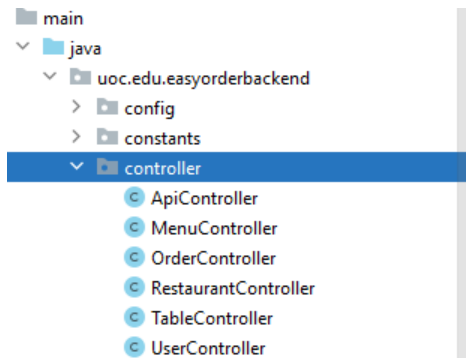 main
java
uoc.edu.easyorderbackend
config
constants
controller
C ApiController
C MenuController
C OrderController
C RestaurantController
C TableController
C UserController